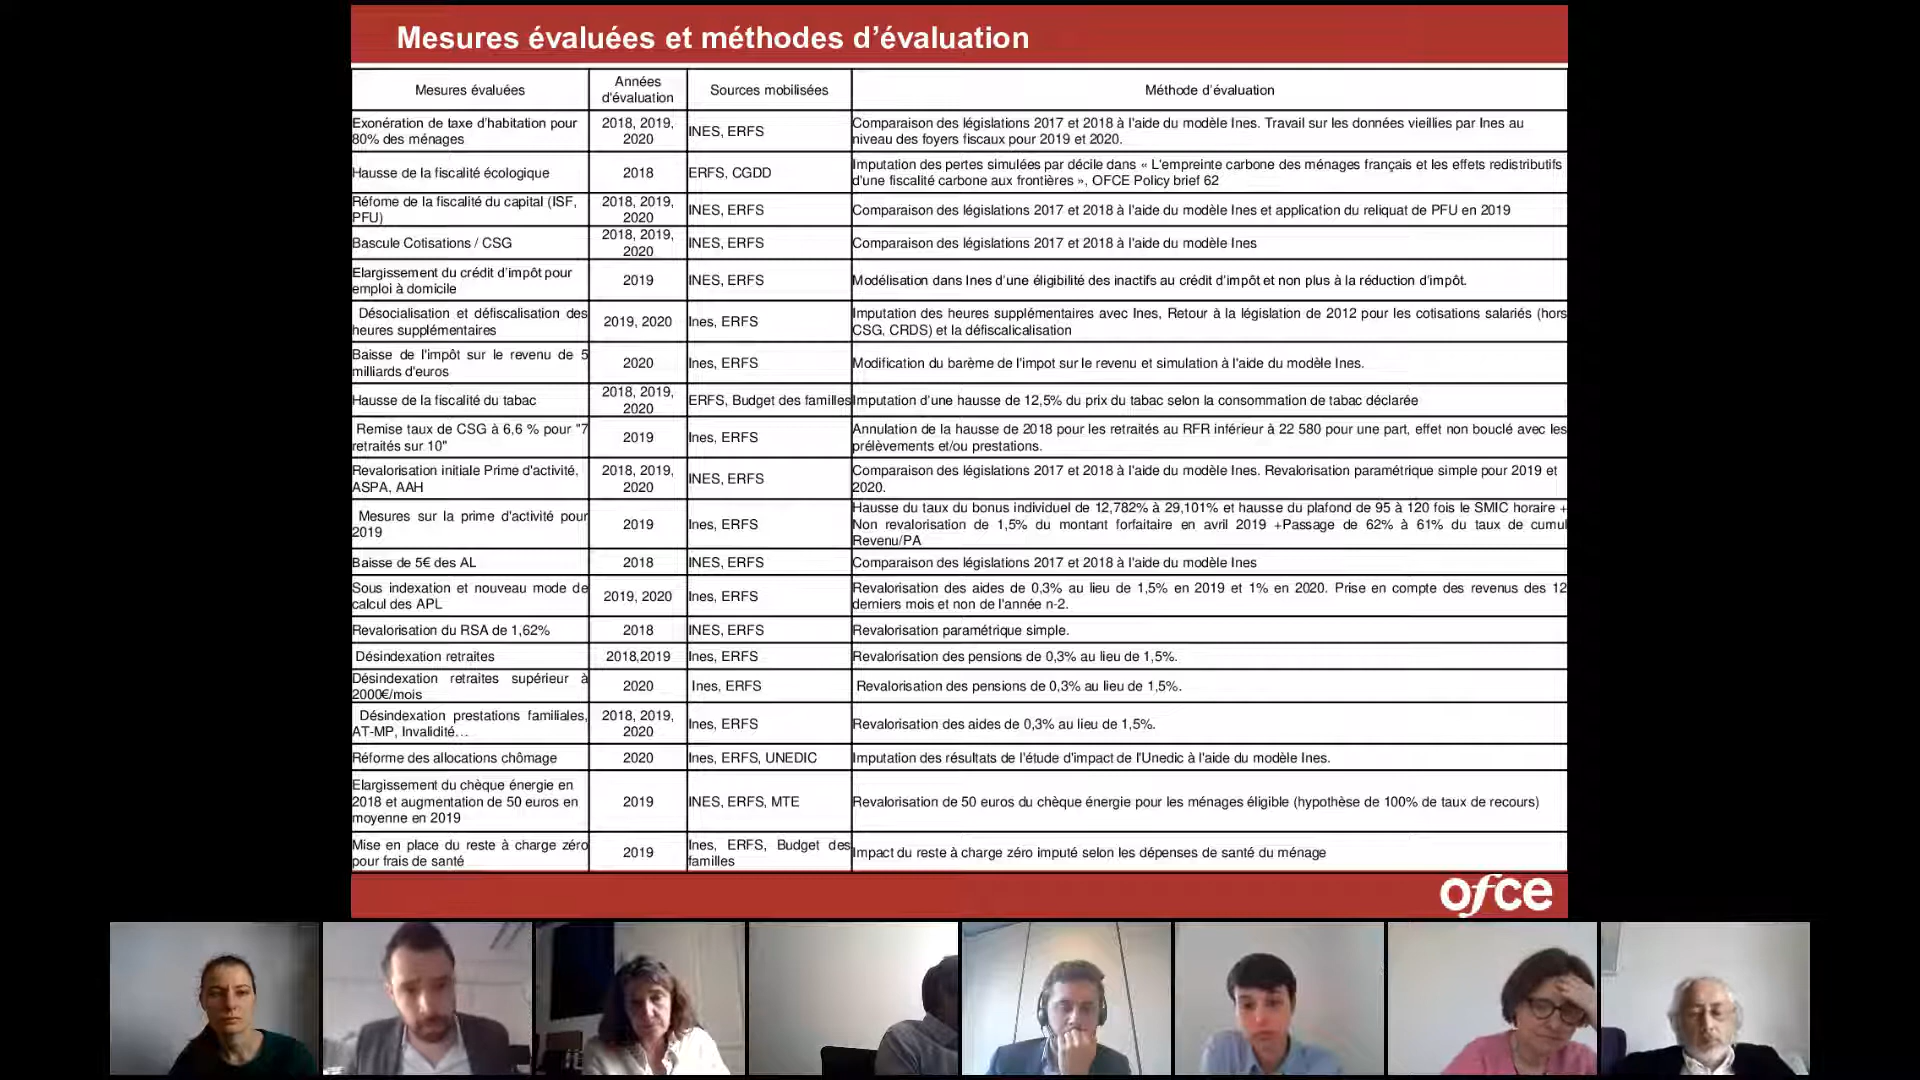 Mesures évaluées et méthodes d'évaluation
Mesures évaluées
Années
d'évaluation
Sources mobilisées
Méthode d'évaluation
Exonération de taxe d'habitation pour
80% des ménages
2018, 2019,
2020
INES, ERFS
Comparaison des législations 2017 et 2018 à l'aide du modèle Ines. Travail sur les données vieillies par Ines au
niveau des foyers fiscaux pour 2019 et 2020.
Hausse de la fiscalité écologique
2018
ERFS, CGDD
Imputation des pertes simulées par décile dans « L'empreinte carbone des ménages français et les effets redistributifs
d'une fiscalité carbone aux frontières », OFCE Policy brief 62
Réfome de la fiscalité du capital (ISF,
PFU)
2018, 2019,
2020
INES, ERFS
Comparaison des législations 2017 et 2018 à l'aide du modèle Ines et application du reliquat de PFU en 2019
Bascule Cotisations / CSG
2018, 2019,
2020
INES, ERFS
Comparaison des législations 2017 et 2018 à l'aide du modèle Ines
Elargissement du crédit d'impôt pour
emploi à domicile
2019
INES, ERFS
Modélisation dans Ines d'une éligibilité des inactifs au crédit d'impôt et non plus à la réduction d'impôt.
Désocialisation et défiscalisation des
heures supplémentaires
2019, 2020
Ines, ERFS
Imputation des heures supplémentaires avec Ines, Retour à la législation de 2012 pour les cotisations salariés (hors
CSG, CRDS) et la défiscalicalisation
Baisse de l'impôt sur le revenu de 5
milliards d'euros
2020
Ines, ERFS
Modification du barème de l'impot sur le revenu et simulation à l'aide du modèle Ines.
Hausse de la fiscalité du tabac
2018, 2019,
2020
ERFS, Budget des familles
Imputation d'une hausse de 12,5% du prix du tabac selon la consommation de tabac déclarée
Remise taux de CSG à 6,6 % pour "7
retraités sur 10"
2019
Ines, ERFS
Annulation de la hausse de 2018 pour les retraités au RFR inférieur à 22 580 pour une part, effet non bouclé avec les
prélèvements et/ou prestations.
Revalorisation initiale Prime d'activité,
ASPA, AAH
2018, 2019,
2020
INES, ERFS
Comparaison des législations 2017 et 2018 à l'aide du modèle Ines. Revalorisation paramétrique simple pour 2019 et
2020.
Mesures sur la prime d'activité pour
2019
2019
Ines, ERFS
Hausse du taux du bonus individuel de 12,782% à 29,101% et hausse du plafond de 95 à 120 fois le SMIC horaire +
Non revalorisation de 1,5% du montant forfaitaire en avril 2019 +Passage de 62% à 61% du taux de cumul
Revenu/PA
Baisse de 5€ des AL
2018
INES, ERFS
Comparaison des législations 2017 et 2018 à l'aide du modèle Ines
Sous indexation et nouveau mode de
calcul des APL
2019, 2020
Ines, ERFS
Revalorisation des aides de 0,3% au lieu de 1,5% en 2019 et 1% en 2020. Prise en compte des revenus des 12
derniers mois et non de l'année n-2.
Revalorisation du RSA de 1,62%
2018
INES, ERFS
Revalorisation paramétrique simple.
Désindexation retraites
2018,2019
Ines, ERFS
Revalorisation des pensions de 0,3% au lieu de 1,5%.
Désindexation retraites supérieur à
2000€/mois
2020
Ines, ERFS
Revalorisation des pensions de 0,3% au lieu de 1,5%.
Désindexation prestations familiales,
AT-MP, Invalidité…
2018, 2019,
2020
Ines, ERFS
Revalorisation des aides de 0,3% au lieu de 1,5%.
Réforme des allocations chômage
2020
Ines, ERFS, UNEDIC
Imputation des résultats de l'étude d'impact de l'Unedic à l'aide du modèle Ines.
Elargissement du chèque énergie en
2018 et augmentation de 50 euros en
moyenne en 2019
2019
INES, ERFS, MTE
Revalorisation de 50 euros du chèque énergie pour les ménages éligible (hypothèse de 100% de taux de recours)
Mise en place du reste à charge zéro
pour frais de santé
2019
Ines, ERFS, Budget des
familles
Impact du reste à charge zéro imputé selon les dépenses de santé du ménage
ofce